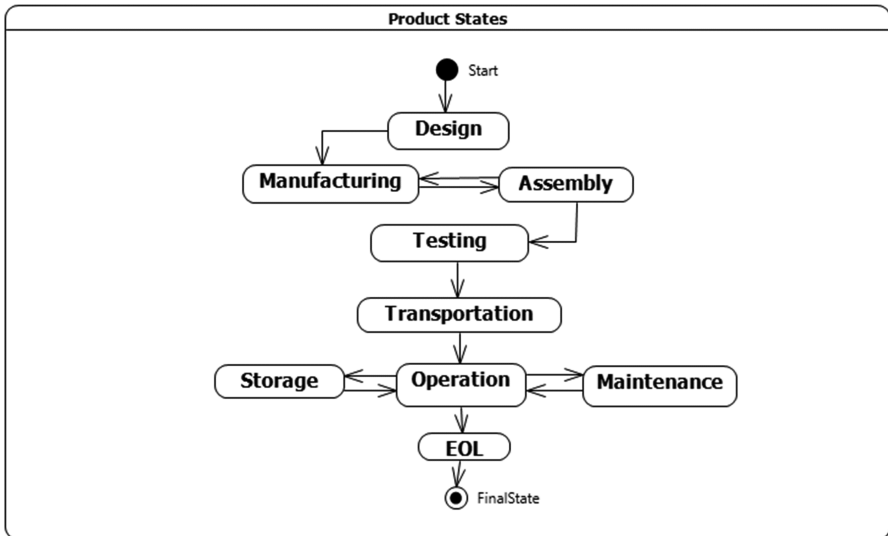 Product States
Start
Design
Manufacturing
Assembly
Testing
Transportation
Storage
Operation
Maintenance
EOL
FinalState